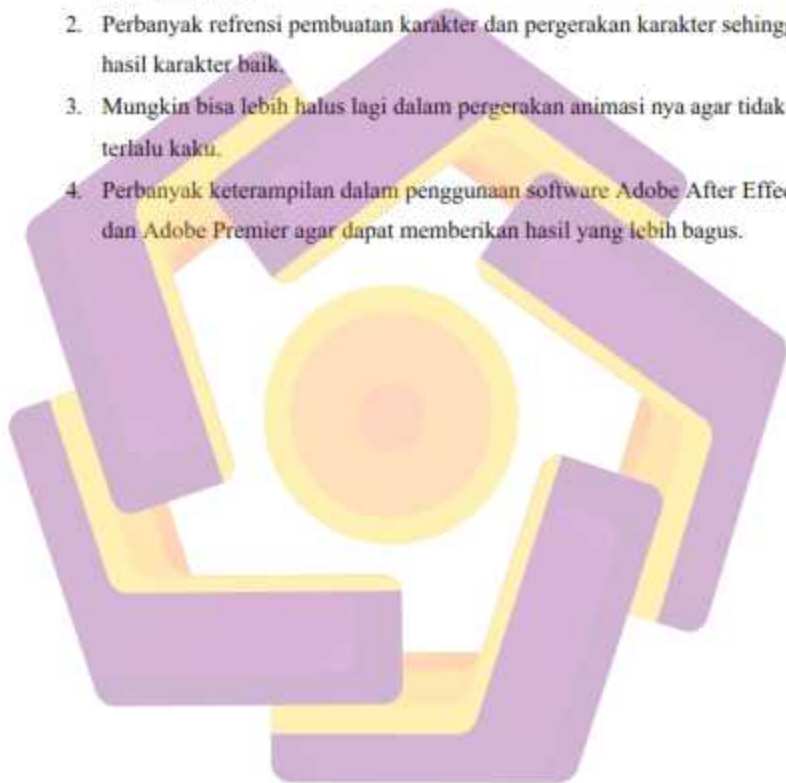 2. Perbanyak refrensi pembuatan karakter dan pergerakan karakter
hasil karakter baik.
3. Mungkin bisa lebih halus lagi dalam pergerakan animasi nya agar tidak
terlalu kaku.
4. Perbanyak keterampilan dalam penggunaan software Adobe After
dan Adobe Premier agar dapat memberikan hasil yang lebih bagus.